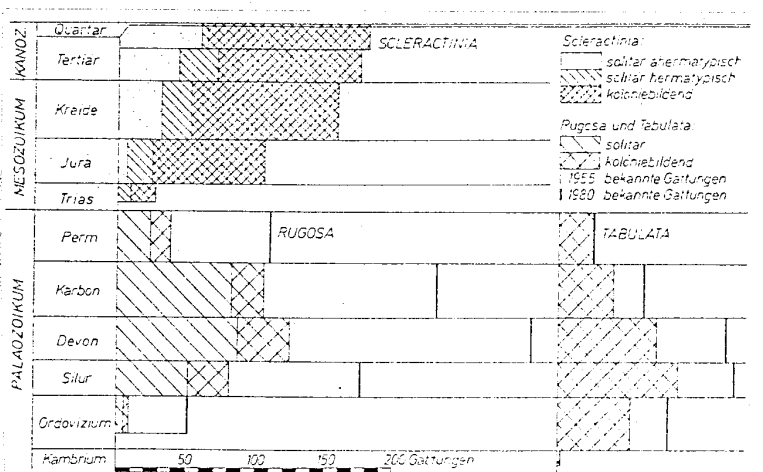 KANOZ.
Quartär
SCLERACTINIA
Tertiär
Scleractinia:
solitär ahermatypisch
solitär hermatypisch
koloniebildend
MESOZOIKUM
Kreide
Rugosa und Tabulata:
solitär
koloniebildend
1955 bekannte Gattungen
1980 bekannte Gattungen
Jura
Trias
PALÄOZOIKUM
Perm
RUGOSA
TABULATA
Karbon
Devon
Silur
Ordovizium
Kambrium
50
100
150
200 Gattungen